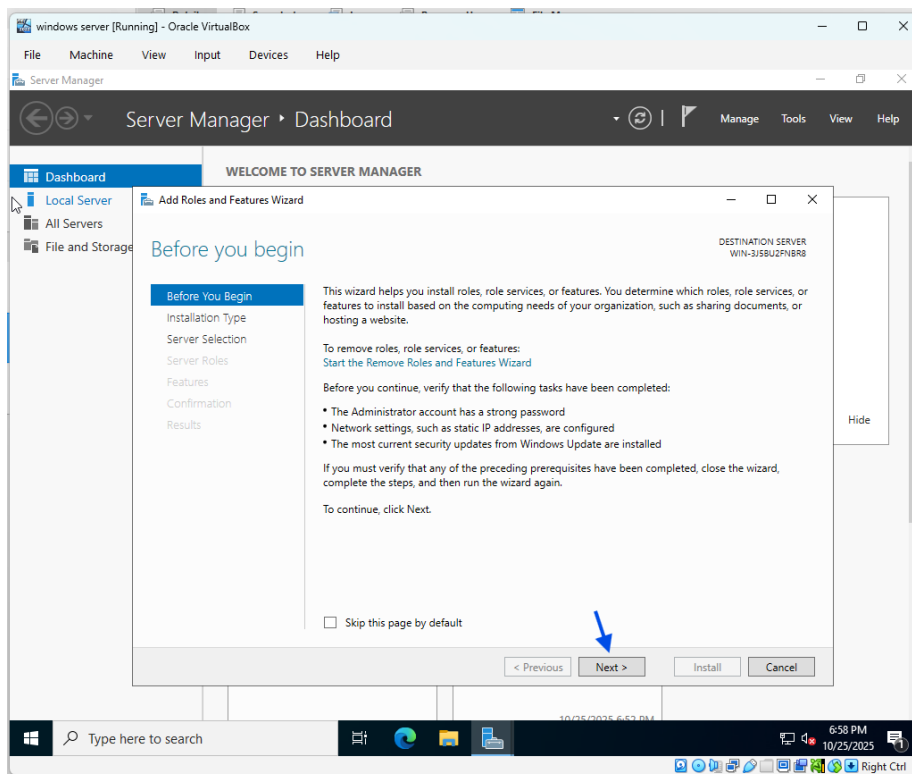 windows server [Running] - Oracle VirtualBox
File Machine View Input Devices Help
Server Manager
Server Manager Dashboard
Manage Tools View Help
Dashboard
Local Server
All Servers
File and Storage
WELCOME TO SERVER MANAGER
Add Roles and Features Wizard
Before you begin
DESTINATION SERVER
WIN-3J5BU2FNBR8
Before You Begin
Installation Type
Server Selection
Server Roles
Features
Confirmation
Results
This wizard helps you install roles, role services, or features. You determine which roles, role services, or
features to install based on the computing needs of your organization, such as sharing documents, or
hosting a website.
To remove roles, role services, or features:
Start the Remove Roles and Features Wizard
Before you continue, verify that the following tasks have been completed:
• The Administrator account has a strong password
• Network settings, such as static IP addresses, are configured
• The most current security updates from Windows Update are installed
If you must verify that any of the preceding prerequisites have been completed, close the wizard,
complete the steps, and then run the wizard again.
To continue, click Next.
Skip this page by default
< Previous Next > Install Cancel
Hide
10/25/2025 6:52 PM
Type here to search
6:58 PM
10/25/2025
1
Right Ctrl